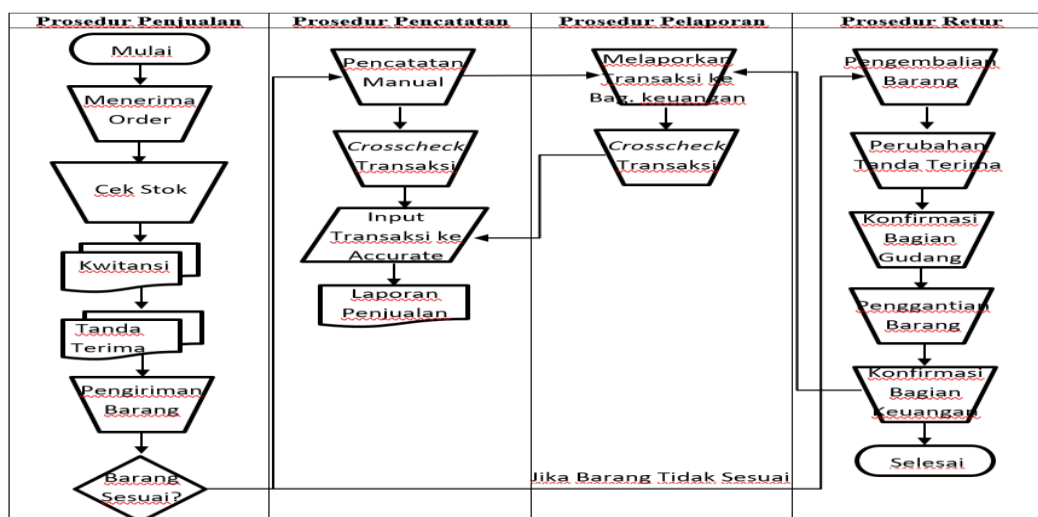 Prosedur Penjualan
Mulai
Menerima
Order
Cek Stok
Kwitansi
Tanda
Terima
Pengiriman
Barang
Barang
Sesuai?
Prosedur Pencatatan
Pencatatan
Manual
Crosscheck
Transaksi
Input
Transaksi ke
Accurate
Laporan
Penjualan
Prosedur Pelaporan
Melaporkan
Transaksi ke
Bag. keuangan
Crosscheck
Transaksi
Jika Barang Tidak Sesuai
Prosedur Retur
Pengembalian
Barang
Perubahan
Tanda Terima
Konfirmasi
Bagian
Gudang
Penggantian
Barang
Konfirmasi
Bagian
Keuangan
Selesai